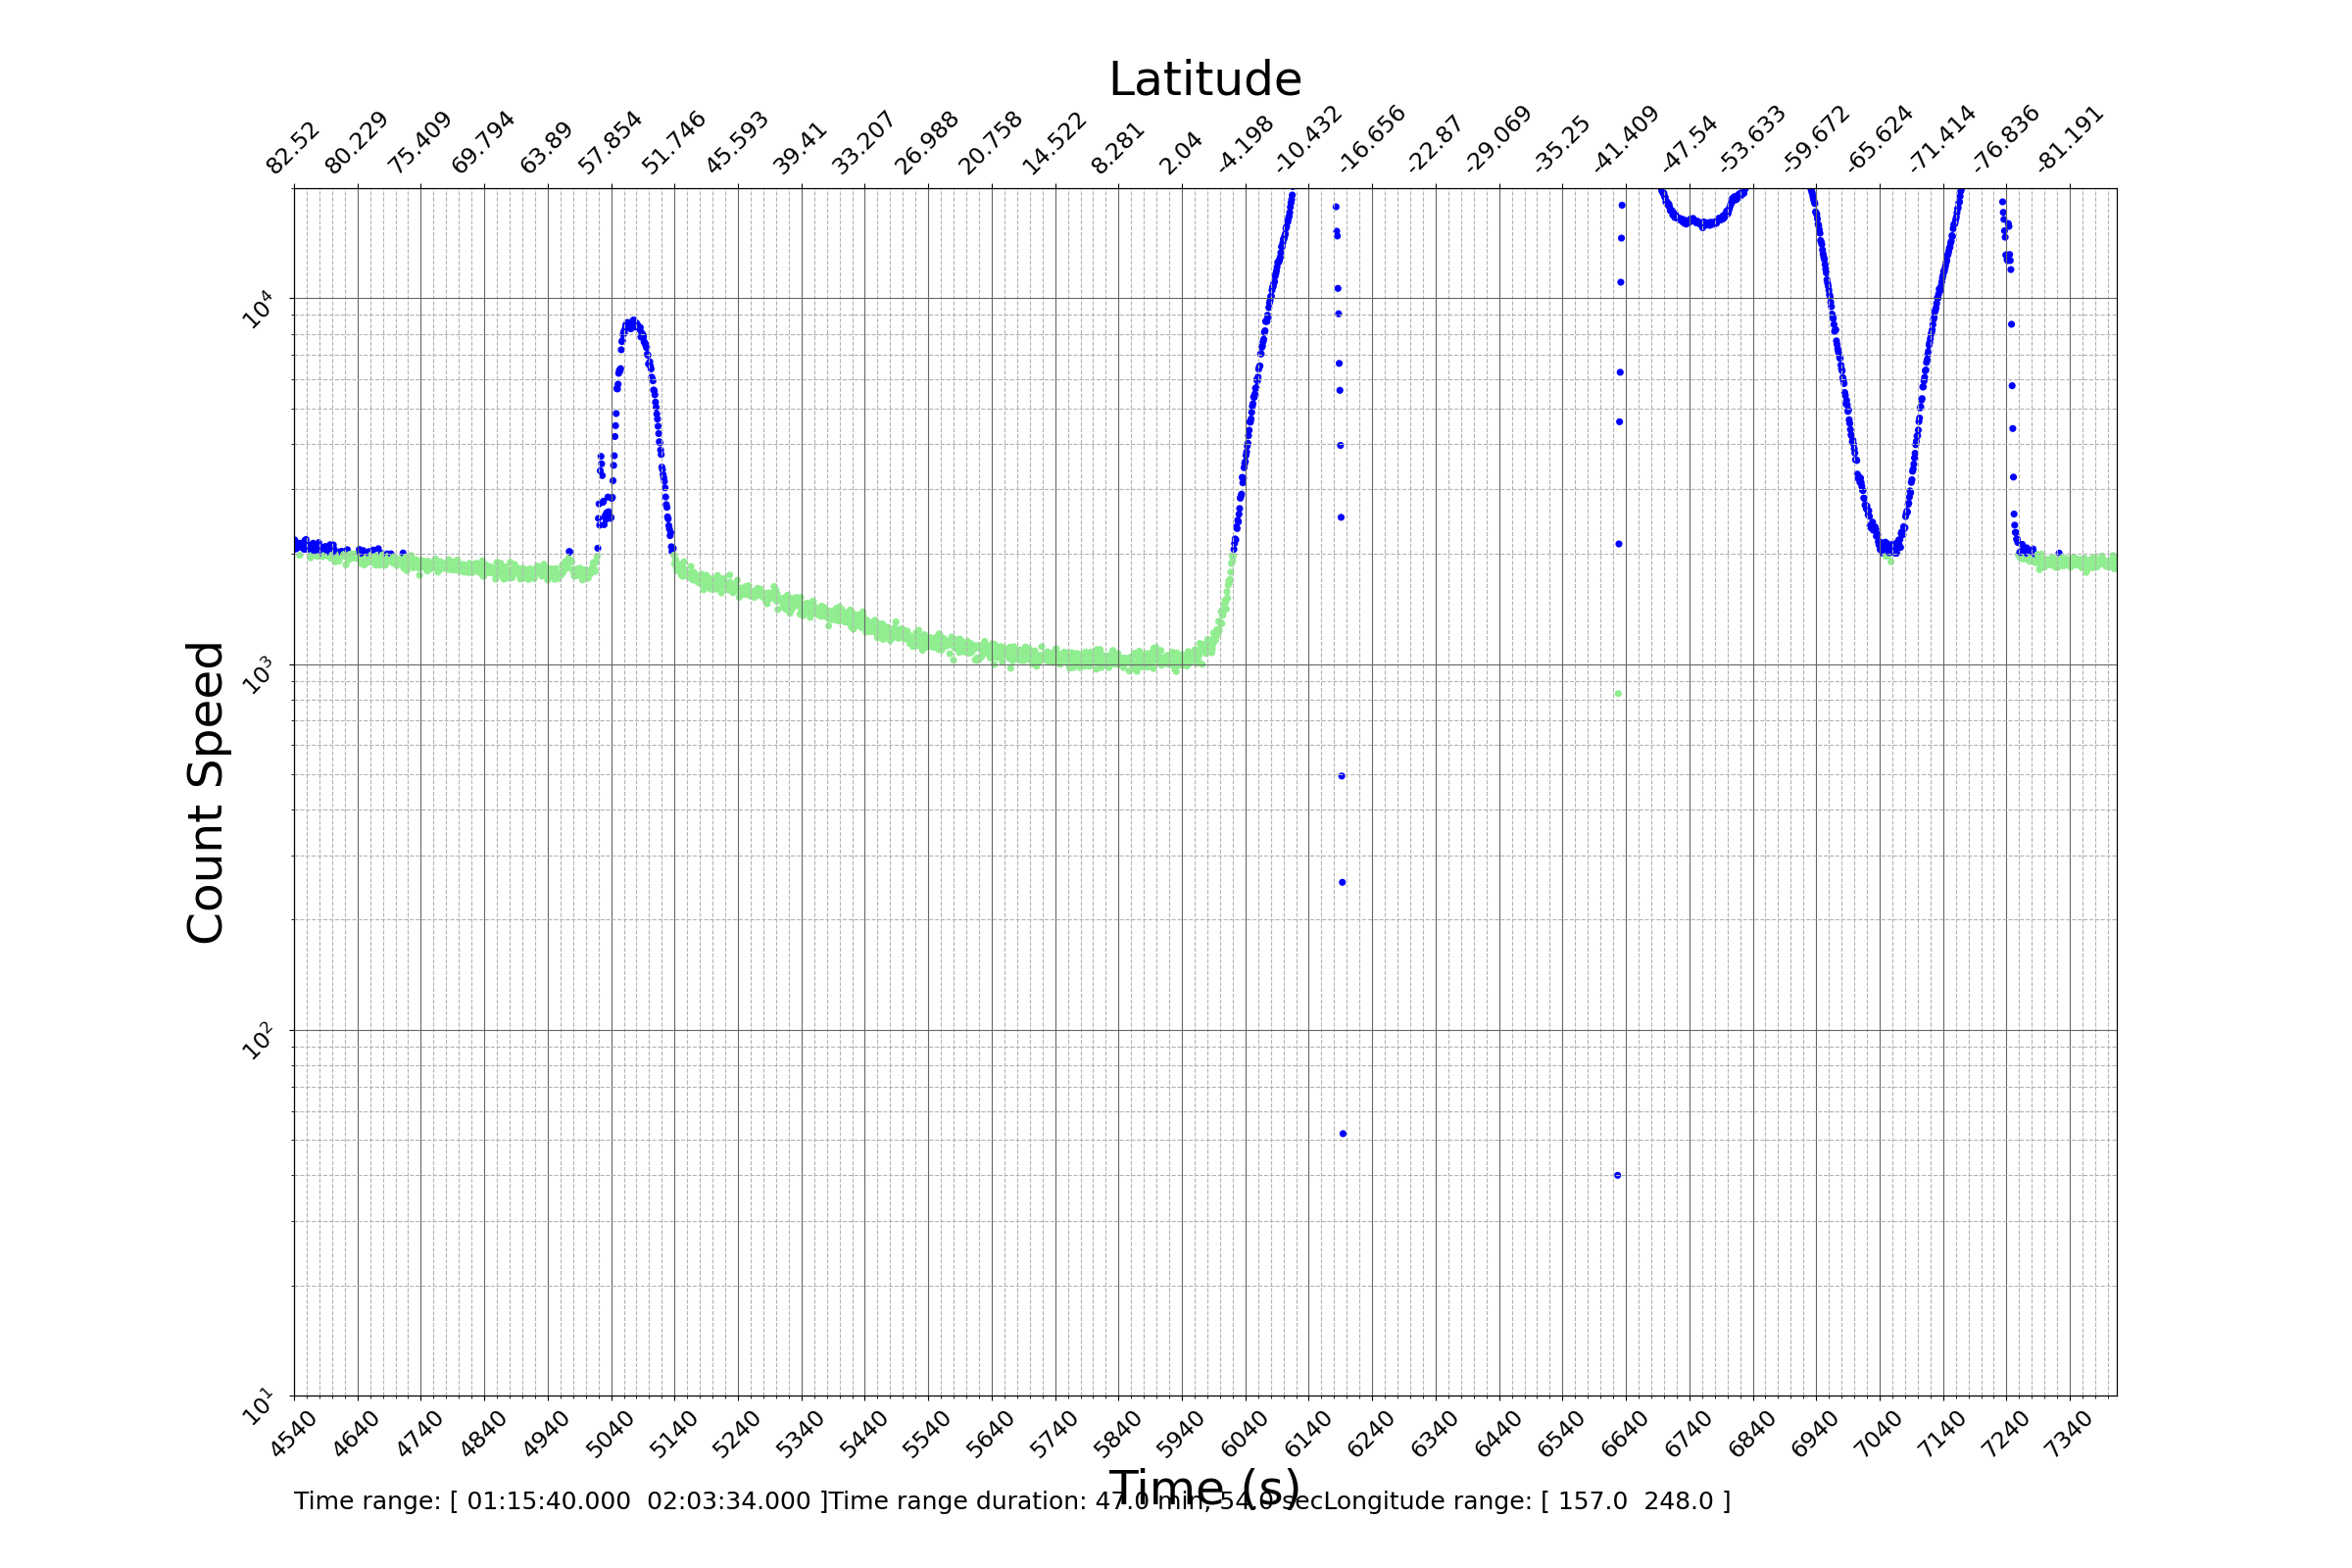 Latitude
82.52 80.229 75.409 69.794 63.89 57.854 51.746 45.593 39.41 33.207 26.988 20.758 14.522 8.281 2.04 -4.198 -10.432 -16.656 -22.87 -29.069 -35.25 -41.409 -47.54 -53.633 -59.672 -65.624 -71.414 -76.836 -81.191
10⁴
10³
10²
10¹
Count Speed
4540 4640 4740 4840 4940 5040 5140 5240 5340 5440 5540 5640 5740 5840 5940 6040 6140 6240 6340 6440 6540 6640 6740 6840 6940 7040 7140 7240 7340
Time (s)
Time range: [ 01:15:40.000  02:03:34.000 ]Time range duration: 47.0 min, 54.0 secLongitude range: [ 157.0  248.0 ]